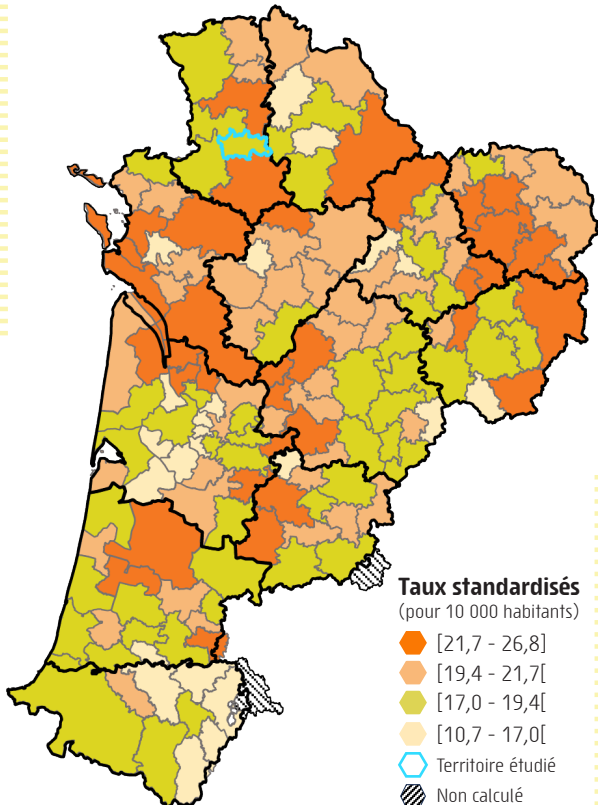 Taux standardisés
(pour 10 000 habitants)
[21,7 - 26,8]
[19,4 - 21,7[
[17,0 - 19,4[
[10,7 - 17,0[
Territoire étudié
Non calculé